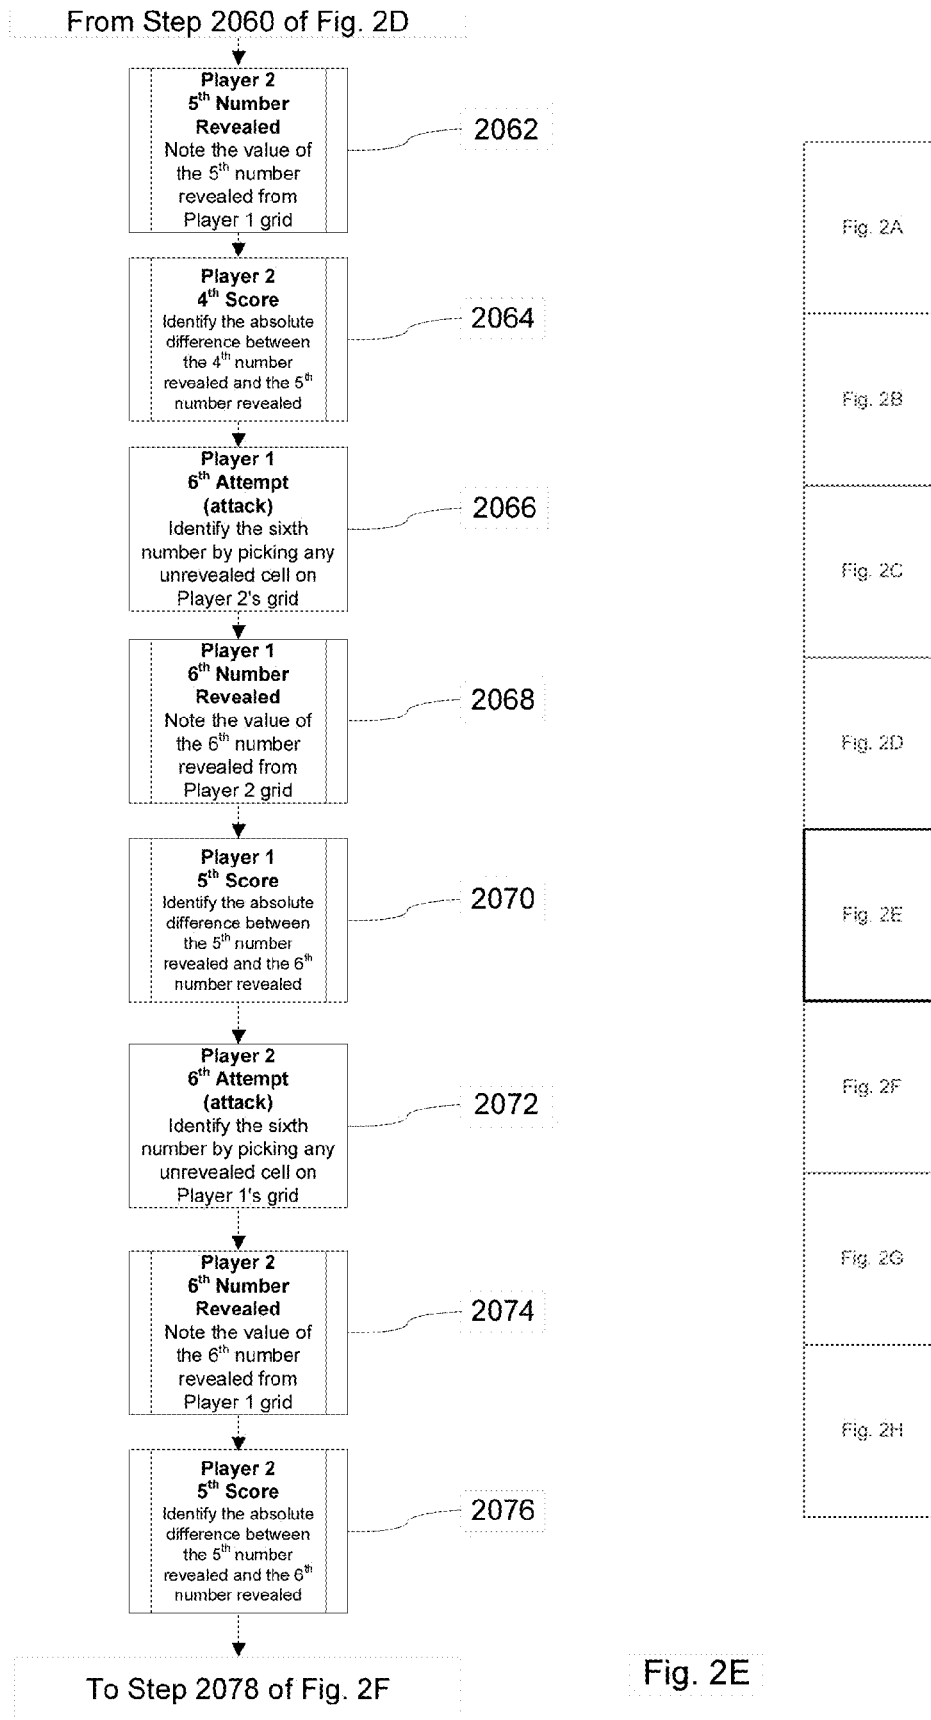 From Step 2060 of Fig. 2D
Player 2
5th Number
Revealed
Note the value of
the 5th number
revealed from
Player 1 grid
2062
Player 2
4th Score
Identify the absolute
difference between
the 4th number
revealed and the 5th
number revealed
2064
Player 1
6th Attempt
(attack)
Identify the sixth
number by picking any
unrevealed cell on
Player 2's grid
2066
Player 1
6th Number
Revealed
Note the value of
the 6th number
revealed from
Player 2 grid
2068
Player 1
5th Score
Identify the absolute
difference between
the 5th number
revealed and the 6th
number revealed
2070
Player 2
6th Attempt
(attack)
Identify the sixth
number by picking any
unrevealed cell on
Player 1's grid
2072
Player 2
6th Number
Revealed
Note the value of
the 6th number
revealed from
Player 1 grid
2074
Player 2
5th Score
Identify the absolute
difference between
the 5th number
revealed and the 6th
number revealed
2076
To Step 2078 of Fig. 2F
Fig. 2A
Fig. 2B
Fig. 2C
Fig. 2D
Fig. 2E
Fig. 2F
Fig. 2G
Fig. 2H
Fig. 2E